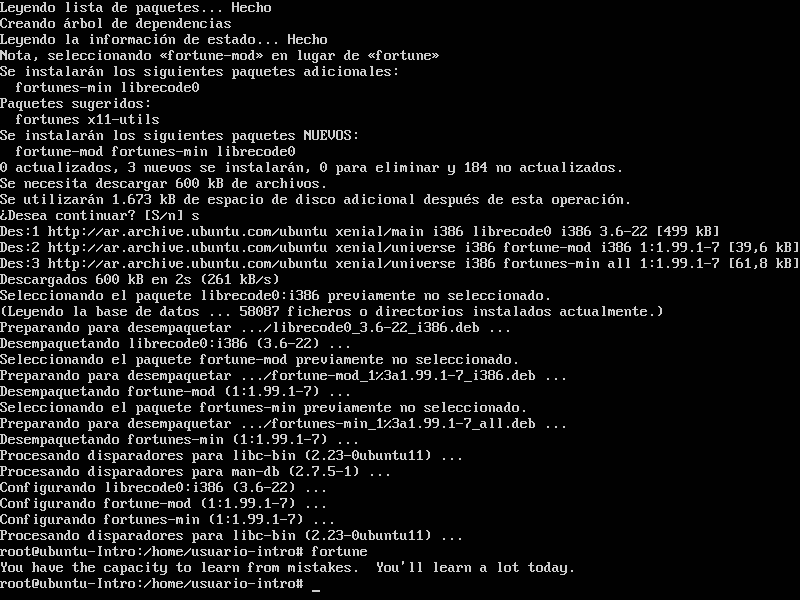 Leyendo lista de paquetes... Hecho
Creando árbol de dependencias
Leyendo la información de estado... Hecho
Nota, seleccionando «fortune-mod» en lugar de «fortune»
Se instalarán los siguientes paquetes adicionales:
  fortunes-min librecode0
Paquetes sugeridos:
  fortunes x11-utils
Se instalarán los siguientes paquetes NUEVOS:
  fortune-mod fortunes-min librecode0
0 actualizados, 3 nuevos se instalarán, 0 para eliminar y 184 no actualizados.
Se necesita descargar 600 kB de archivos.
Se utilizarán 1.673 kB de espacio de disco adicional después de esta operación.
¿Desea continuar? [S/n] s
Des:1 http://ar.archive.ubuntu.com/ubuntu xenial/main i386 librecode0 i386 3.6-22 [499 kB]
Des:2 http://ar.archive.ubuntu.com/ubuntu xenial/universe i386 fortune-mod i386 1:1.99.1-7 [39,6 kB]
Des:3 http://ar.archive.ubuntu.com/ubuntu xenial/universe i386 fortunes-min all 1:1.99.1-7 [61,8 kB]
Descargados 600 kB en 2s (261 kB/s)
Seleccionando el paquete librecode0:i386 previamente no seleccionado.
(Leyendo la base de datos ... 58087 ficheros o directorios instalados actualmente.)
Preparando para desempaquetar .../librecode0_3.6-22_i386.deb ...
Desempaquetando librecode0:i386 (3.6-22) ...
Seleccionando el paquete fortune-mod previamente no seleccionado.
Preparando para desempaquetar .../fortune-mod_1%3a1.99.1-7_i386.deb ...
Desempaquetando fortune-mod (1:1.99.1-7) ...
Seleccionando el paquete fortunes-min previamente no seleccionado.
Preparando para desempaquetar .../fortunes-min_1%3a1.99.1-7_all.deb ...
Desempaquetando fortunes-min (1:1.99.1-7) ...
Procesando disparadores para libc-bin (2.23-0ubuntu11) ...
Procesando disparadores para man-db (2.7.5-1) ...
Configurando librecode0:i386 (3.6-22) ...
Configurando fortune-mod (1:1.99.1-7) ...
Configurando fortunes-min (1:1.99.1-7) ...
Procesando disparadores para libc-bin (2.23-0ubuntu11) ...
root@ubuntu-Intro:/home/usuario-intro# fortune
You have the capacity to learn from mistakes.  You'll learn a lot today.
root@ubuntu-Intro:/home/usuario-intro# _